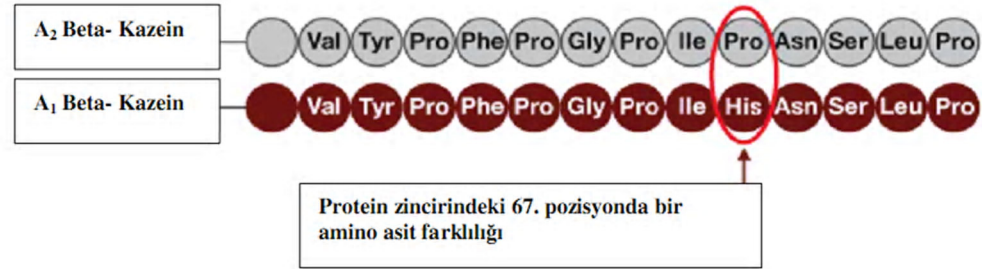 A₂ Beta- Kazein
Val Tyr Pro Phe Pro Gly Pro Ile Pro Asn Ser Leu Pro
A₁ Beta- Kazein
Val Tyr Pro Phe Pro Gly Pro Ile His Asn Ser Leu Pro
Protein zincirindeki 67. pozisyonda bir
amino asit farklılığı